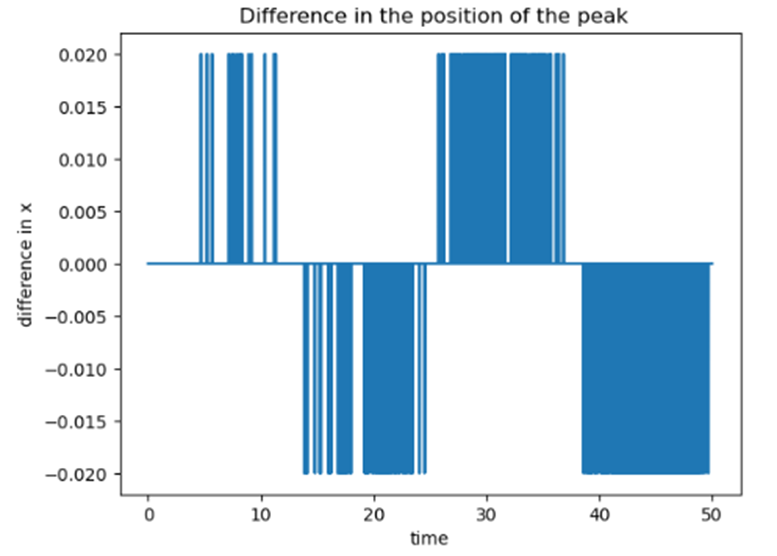 Difference in the position of the peak
0.020
0.015
0.010
0.005
0.000
−0.005
−0.010
−0.015
−0.020
difference in x
0 10 20 30 40 50
time